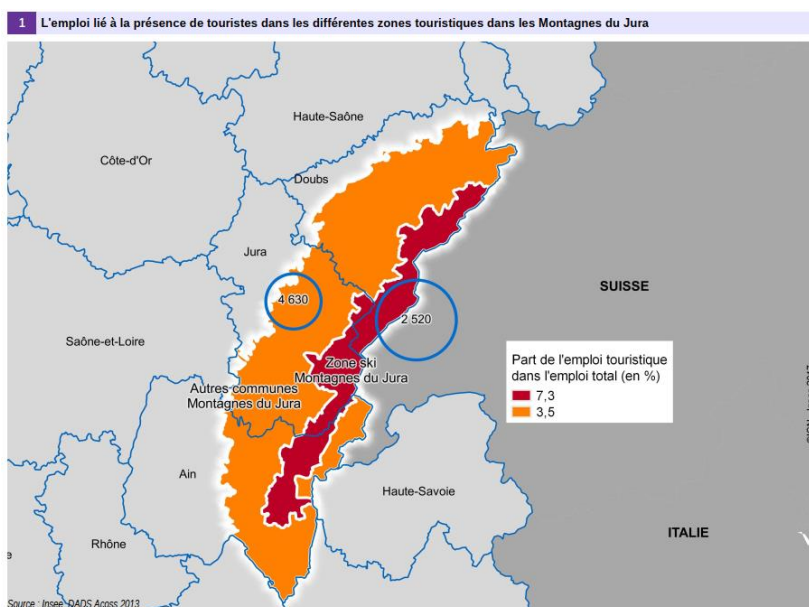 1 L'emploi lié à la présence de touristes dans les différentes zones touristiques dans les Montagnes du Jura
Haute-Saône
Côte-d'Or
Doubs
Jura
SUISSE
4 630
2 520
Saône-et-Loire
Zone ski
Montagnes du Jura
Autres communes
Montagnes du Jura
Part de l'emploi touristique
dans l'emploi total (en %)
7,3
3,5
Ain
Haute-Savoie
Rhône
ITALIE
Source : Insee, DADS Acoss 2013